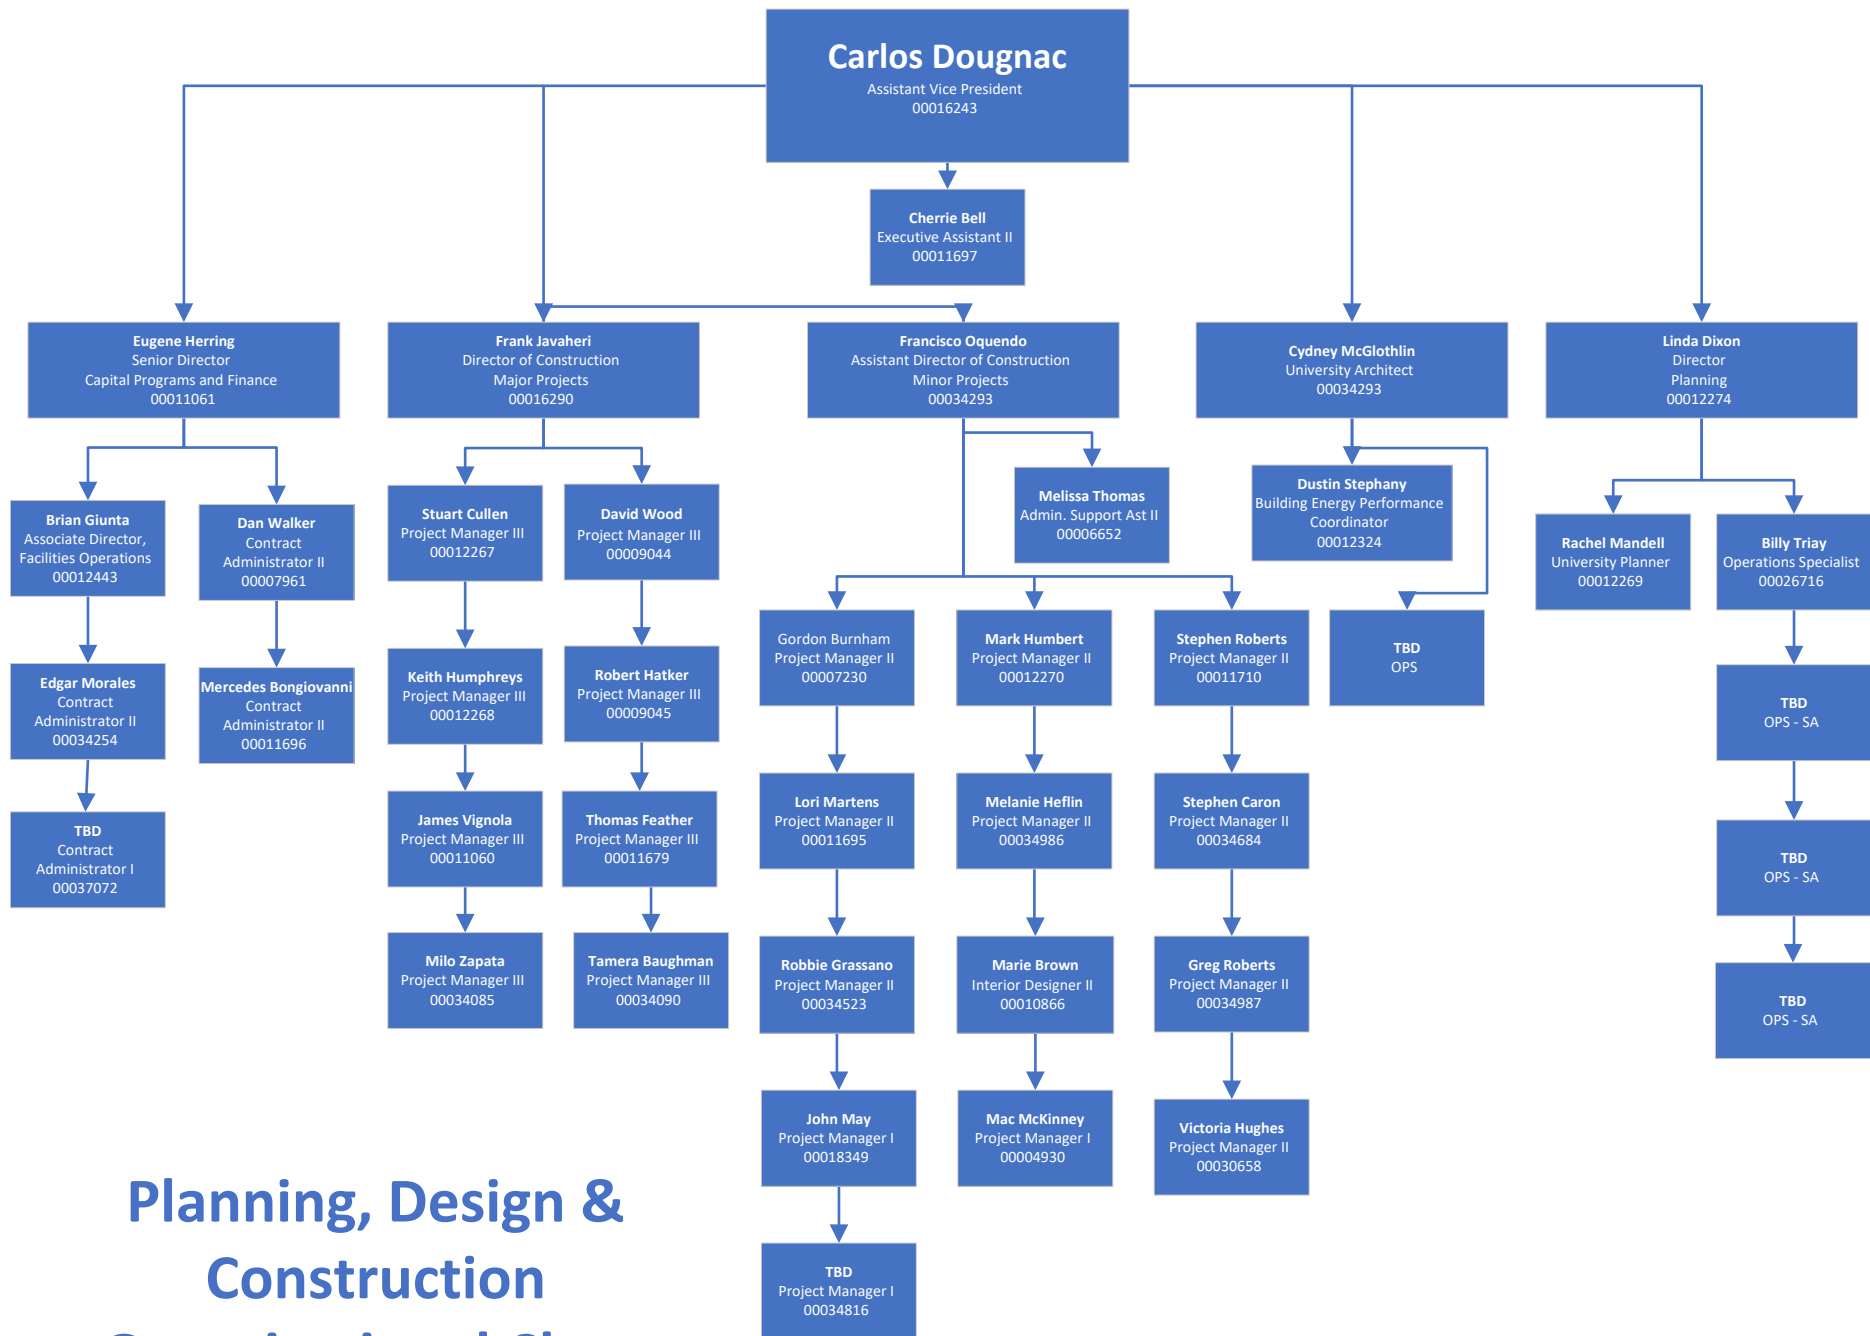 Carlos Dougnac
Assistant Vice President
00016243
Cherrie Bell
Executive Assistant II
00011697
Eugene Herring
Senior Director
Capital Programs and Finance
00011061
Frank Javaheri
Director of Construction
Major Projects
00016290
Francisco Oquendo
Assistant Director of Construction
Minor Projects
00034293
Cydney McGlothlin
University Architect
00034293
Linda Dixon
Director
Planning
00012274
Brian Giunta
Associate Director,
Facilities Operations
00012443
Dan Walker
Contract
Administrator II
00007961
Edgar Morales
Contract
Administrator II
00034254
Mercedes Bongiovanni
Contract
Administrator II
00011696
TBD
Contract
Administrator I
00037072
Stuart Cullen
Project Manager III
00012267
David Wood
Project Manager III
00009044
Keith Humphreys
Project Manager III
00012268
Robert Hatker
Project Manager III
00009045
James Vignola
Project Manager III
00011060
Thomas Feather
Project Manager III
00011679
Milo Zapata
Project Manager III
00034085
Tamera Baughman
Project Manager III
00034090
Melissa Thomas
Admin. Support Ast II
00006652
Gordon Burnham
Project Manager II
00007230
Mark Humbert
Project Manager II
00012270
Stephen Roberts
Project Manager II
00011710
Lori Martens
Project Manager II
00011695
Melanie Heflin
Project Manager II
00034986
Stephen Caron
Project Manager II
00034684
Robbie Grassano
Project Manager II
00034523
Marie Brown
Interior Designer II
00010866
Greg Roberts
Project Manager II
00034987
John May
Project Manager I
00018349
Mac McKinney
Project Manager I
00004930
Victoria Hughes
Project Manager II
00030658
TBD
Project Manager I
00034816
Dustin Stephany
Building Energy Performance
Coordinator
00012324
TBD
OPS
Rachel Mandell
University Planner
00012269
Billy Triay
Operations Specialist
00026716
TBD
OPS - SA
TBD
OPS - SA
TBD
OPS - SA
Planning, Design &
Construction